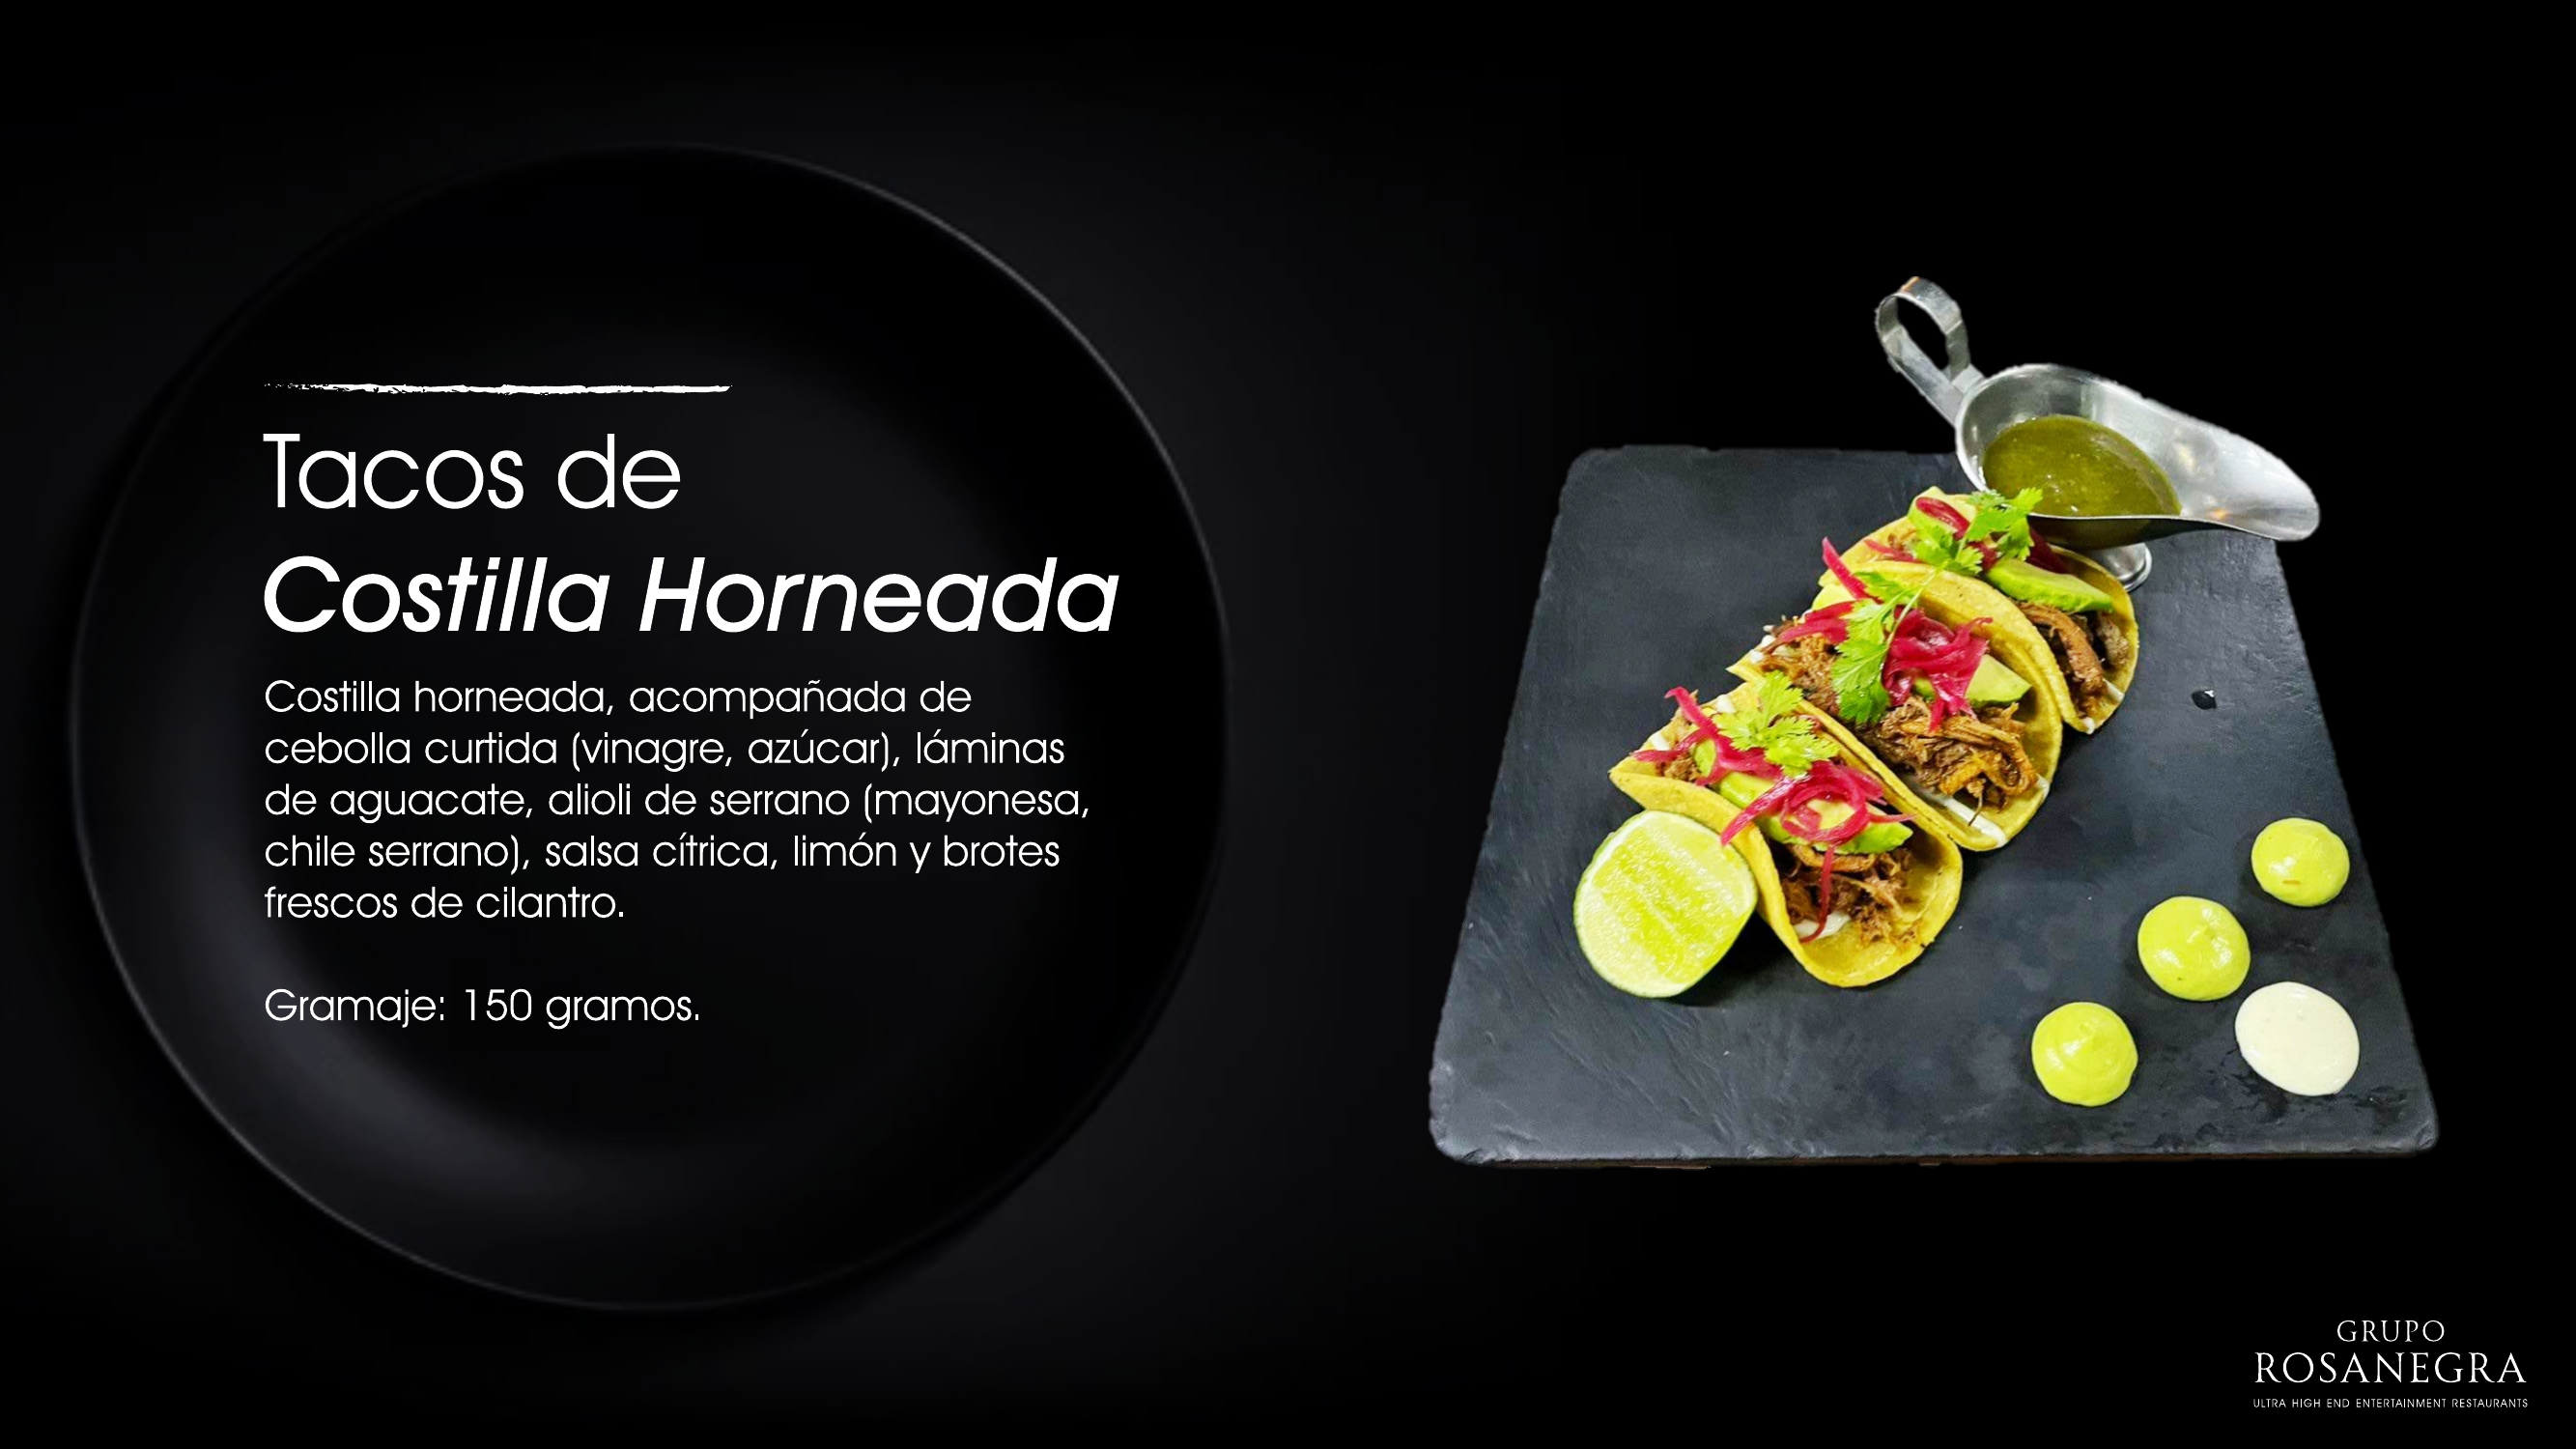 Tacos de
Costilla Horneada
Costilla horneada, acompañada de
cebolla curtida (vinagre, azúcar), láminas
de aguacate, alioli de serrano (mayonesa,
chile serrano), salsa cítrica, limón y brotes
frescos de cilantro.
Gramaje: 150 gramos.
GRUPO
ROSANEGRA
ULTRA HIGH END ENTERTAINMENT RESTAURANTS